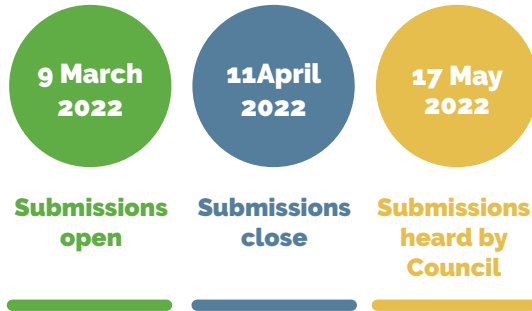 9 March
2022
Submissions
open
11April
2022
Submissions
close
17 May
2022
Submissions
heard by
Council